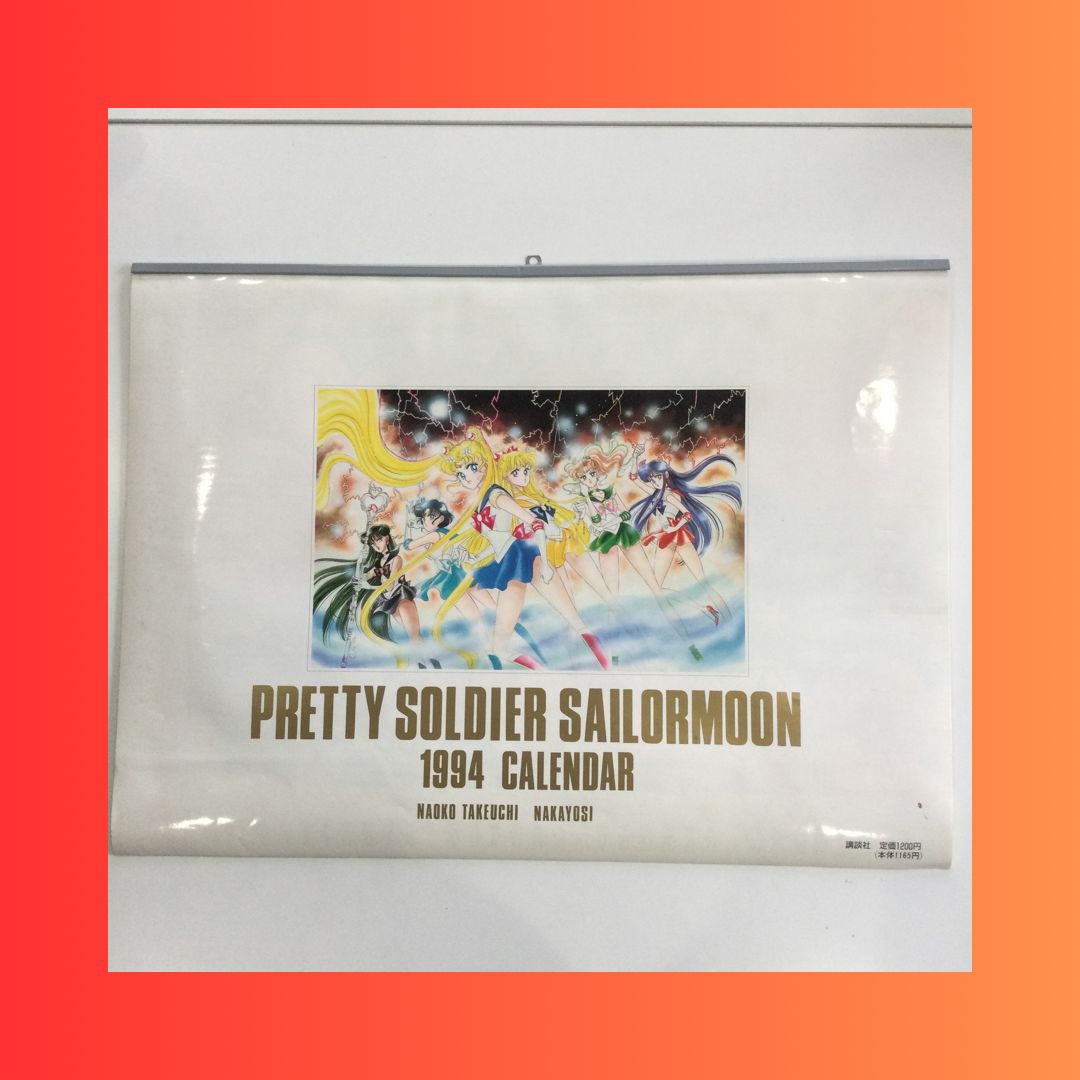 PRETTY SOLDIER SAILORMOON
1994 CALENDAR
NAOKO TAKEUCHI NAKAYOSI
講談社 定価1200円
(本体1165円)